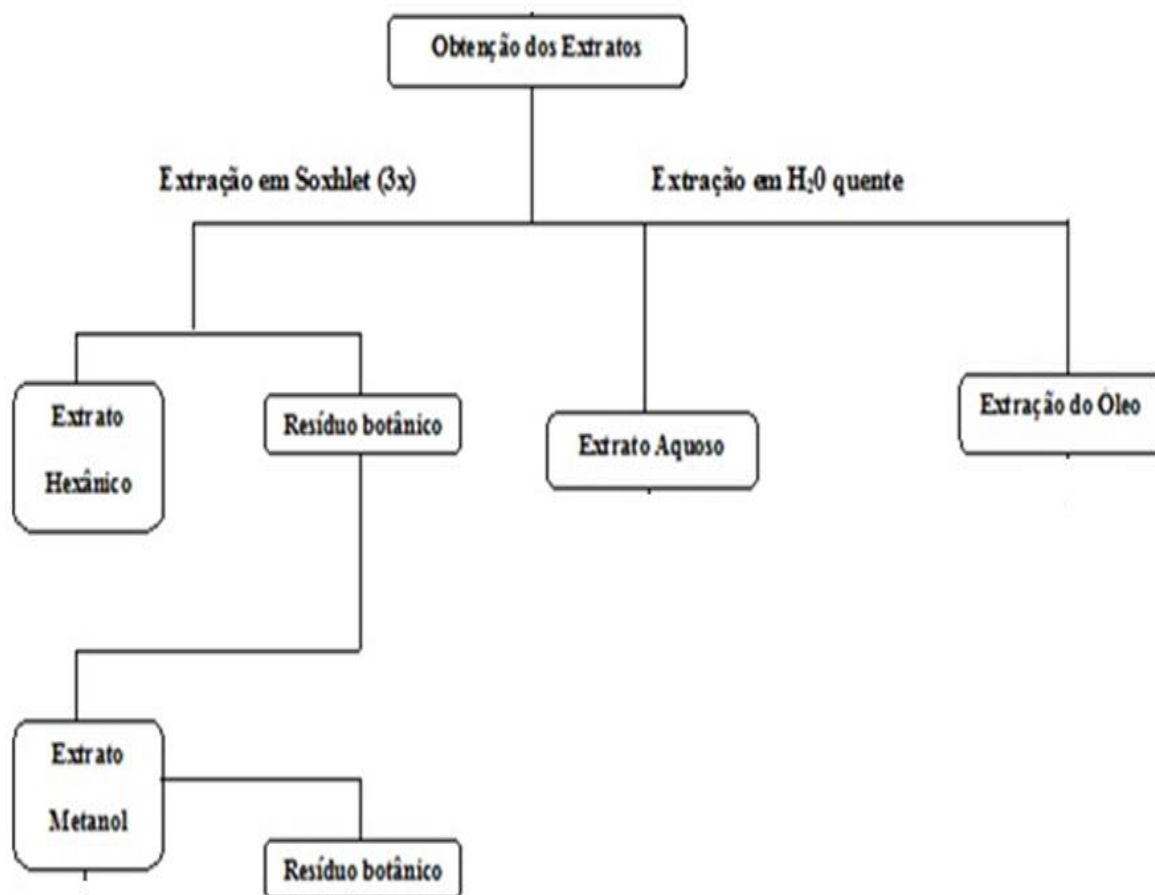 Obtenção dos Extratos
Extração em Soxhlet (3x)
Extração em H₂0 quente
Extrato
Hexânico
Resíduo botânico
Extrato Aquoso
Extração do Óleo
Extrato
Metanol
Resíduo botânico